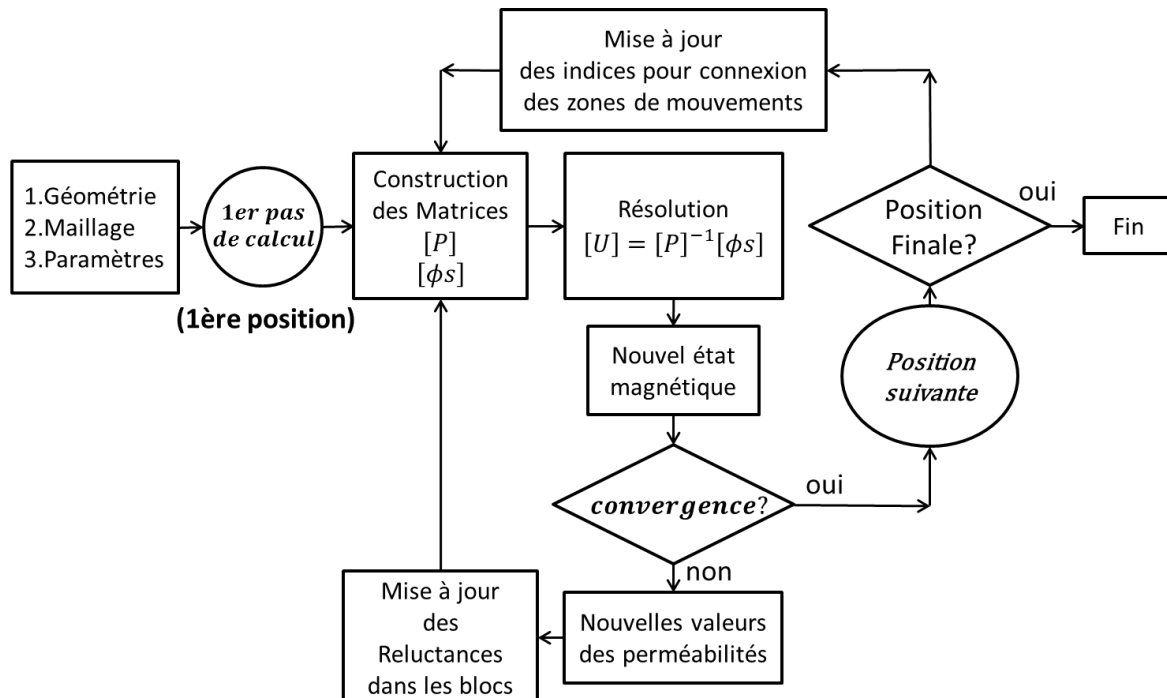 Mise à jour
des indices pour connexion
des zones de mouvements
1.Géométrie
2.Maillage
3.Paramètres
1er pas
de calcul
(1ère position)
Construction
des Matrices
[P]
[ϕs]
Résolution
[U] = [P]⁻¹[ϕs]
Position
Finale?
oui
Fin
Nouvel état
magnétique
Position
suivante
convergence?
oui
non
Nouvelles valeurs
des perméabilités
Mise à jour
des
Reluctances
dans les blocs